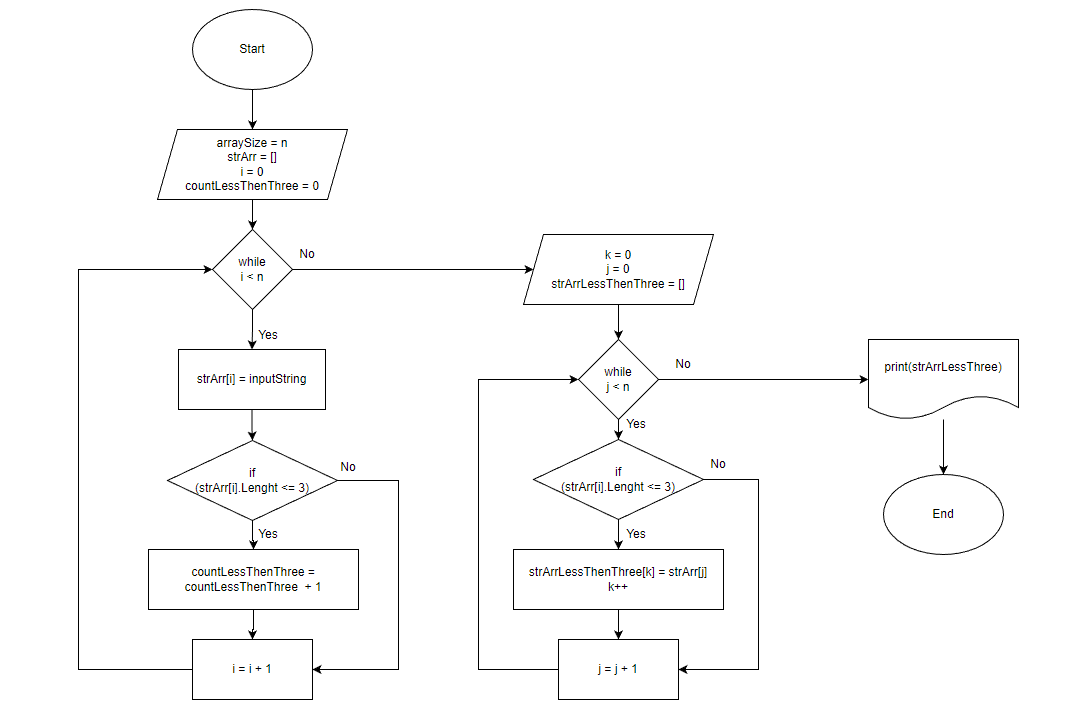 Start
arraySize = n
strArr = []
i = 0
countLessThenThree = 0
while
i < n
No
Yes
strArr[i] = inputString
if
(strArr[i].Lenght <= 3)
No
Yes
countLessThenThree =
countLessThenThree + 1
i = i + 1
k = 0
j = 0
strArrLessThenThree = []
while
j < n
No
Yes
if
(strArr[i].Lenght <= 3)
No
Yes
strArrLessThenThree[k] = strArr[j]
k++
j = j + 1
print(strArrLessThree)
End